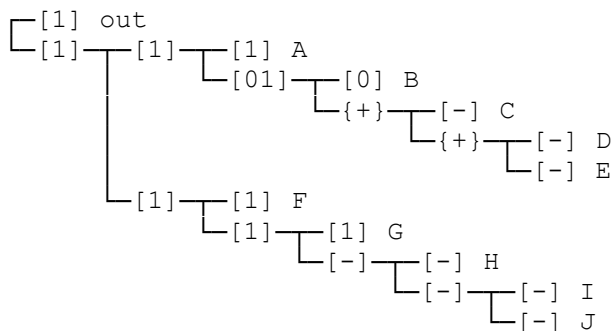 [1] out
[1] [1] [1] A
[01] [0] B
{+} [-] C
{+} [-] D
[-] E
[1] [1] F
[1] [1] G
[-] [-] H
[-] [-] I
[-] J